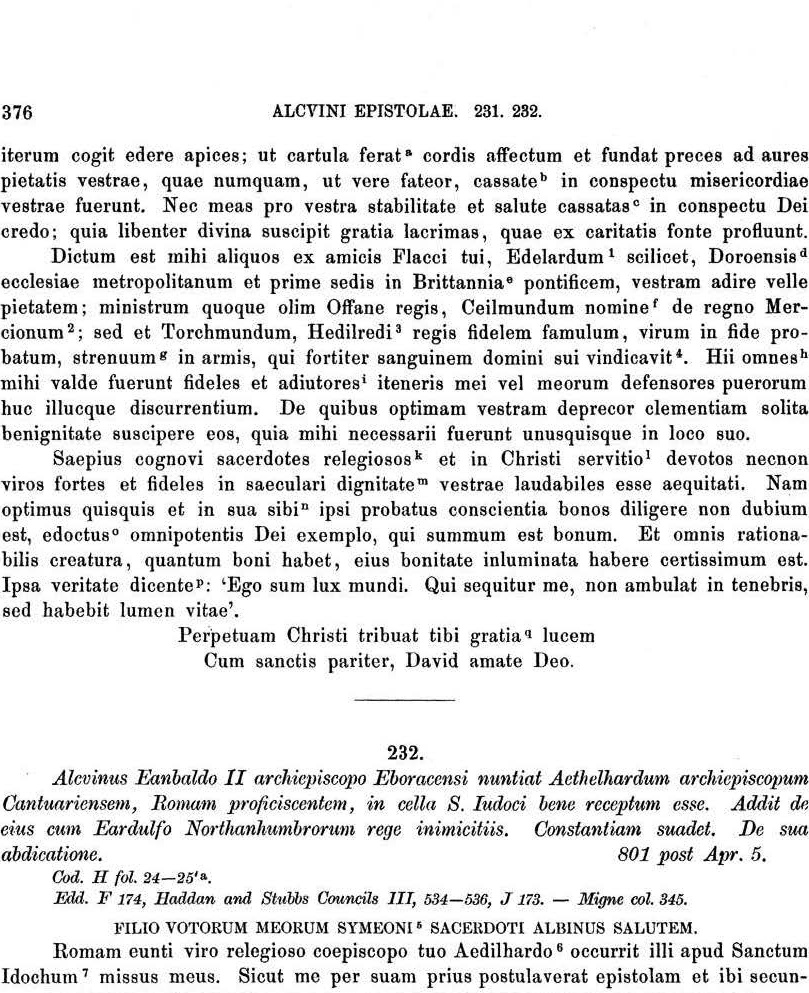 376 ALCVINI EPISTOLAE. 231. 232.
iterum cogit edere apices; ut cartula ferat ᵃ cordis affectum et fundat preces ad aures
pietatis vestrae, quae numquam, ut vere fateor, cassate ᵇ in conspectu misericordiae
vestrae fuerunt. Nec meas pro vestra stabilitate et salute cassatas ᶜ in conspectu Dei
credo; quia libenter divina suscipit gratia lacrimas, quae ex caritatis fonte profluunt.
Dictum est mihi aliquos ex amicis Flacci tui, Edelardum ¹ scilicet, Doroensis ᵈ
ecclesiae metropolitanum et prime sedis in Brittannia ᵉ pontificem, vestram adire velle
pietatem; ministrum quoque olim Offane regis, Ceilmundum nomine ᶠ de regno Mer-
cionum ²; sed et Torchmundum, Hedilredi ³ regis fidelem famulum, virum in fide pro-
batum, strenuum ᵍ in armis, qui fortiter sanguinem domini sui vindicavit ⁴. Hii omnes ʰ
mihi valde fuerunt fideles et adiutores ⁱ iteneris mei vel meorum defensores puerorum
huc illucque discurrentium. De quibus optimam vestram deprecor clementiam solita
benignitate suscipere eos, quia mihi necessarii fuerunt unusquisque in loco suo.
Saepius cognovi sacerdotes relegiosos ᵏ et in Christi servitio ˡ devotos necnon
viros fortes et fideles in saeculari dignitate ᵐ vestrae laudabiles esse aequitati. Nam
optimus quisquis et in sua sibi ⁿ ipsi probatus conscientia bonos diligere non dubium
est, edoctus ᵒ omnipotentis Dei exemplo, qui summum est bonum. Et omnis rationa-
bilis creatura, quantum boni habet, eius bonitate inluminata habere certissimum est.
Ipsa veritate dicente ᵖ: ‘Ego sum lux mundi. Qui sequitur me, non ambulat in tenebris,
sed habebit lumen vitae’.
Perpetuam Christi tribuat tibi gratia q lucem
Cum sanctis pariter, David amate Deo.
232.
Alcvinus Eanbaldo II archiepiscopo Eboracensi nuntiat Aethelhardum archiepiscopum
Cantuariensem, Romam proficiscentem, in cella S. Iudoci bene receptum esse. Addit de
eius cum Eardulfo Northanhumbrorum rege inimicitiis. Constantiam suadet. De sua
abdicatione. 801 post Apr. 5.
Cod. H fol. 24—25'ᵃ.
Edd. F 174, Haddan and Stubbs Councils III, 534—536, J 173. — Migne col. 345.
FILIO VOTORUM MEORUM SYMEONI ⁵ SACERDOTI ALBINUS SALUTEM.
Romam eunti viro relegioso coepiscopo tuo Aedilhardo ⁶ occurrit illi apud Sanctum
Idochum ⁷ missus meus. Sicut me per suam prius postulaverat epistolam et ibi secun-